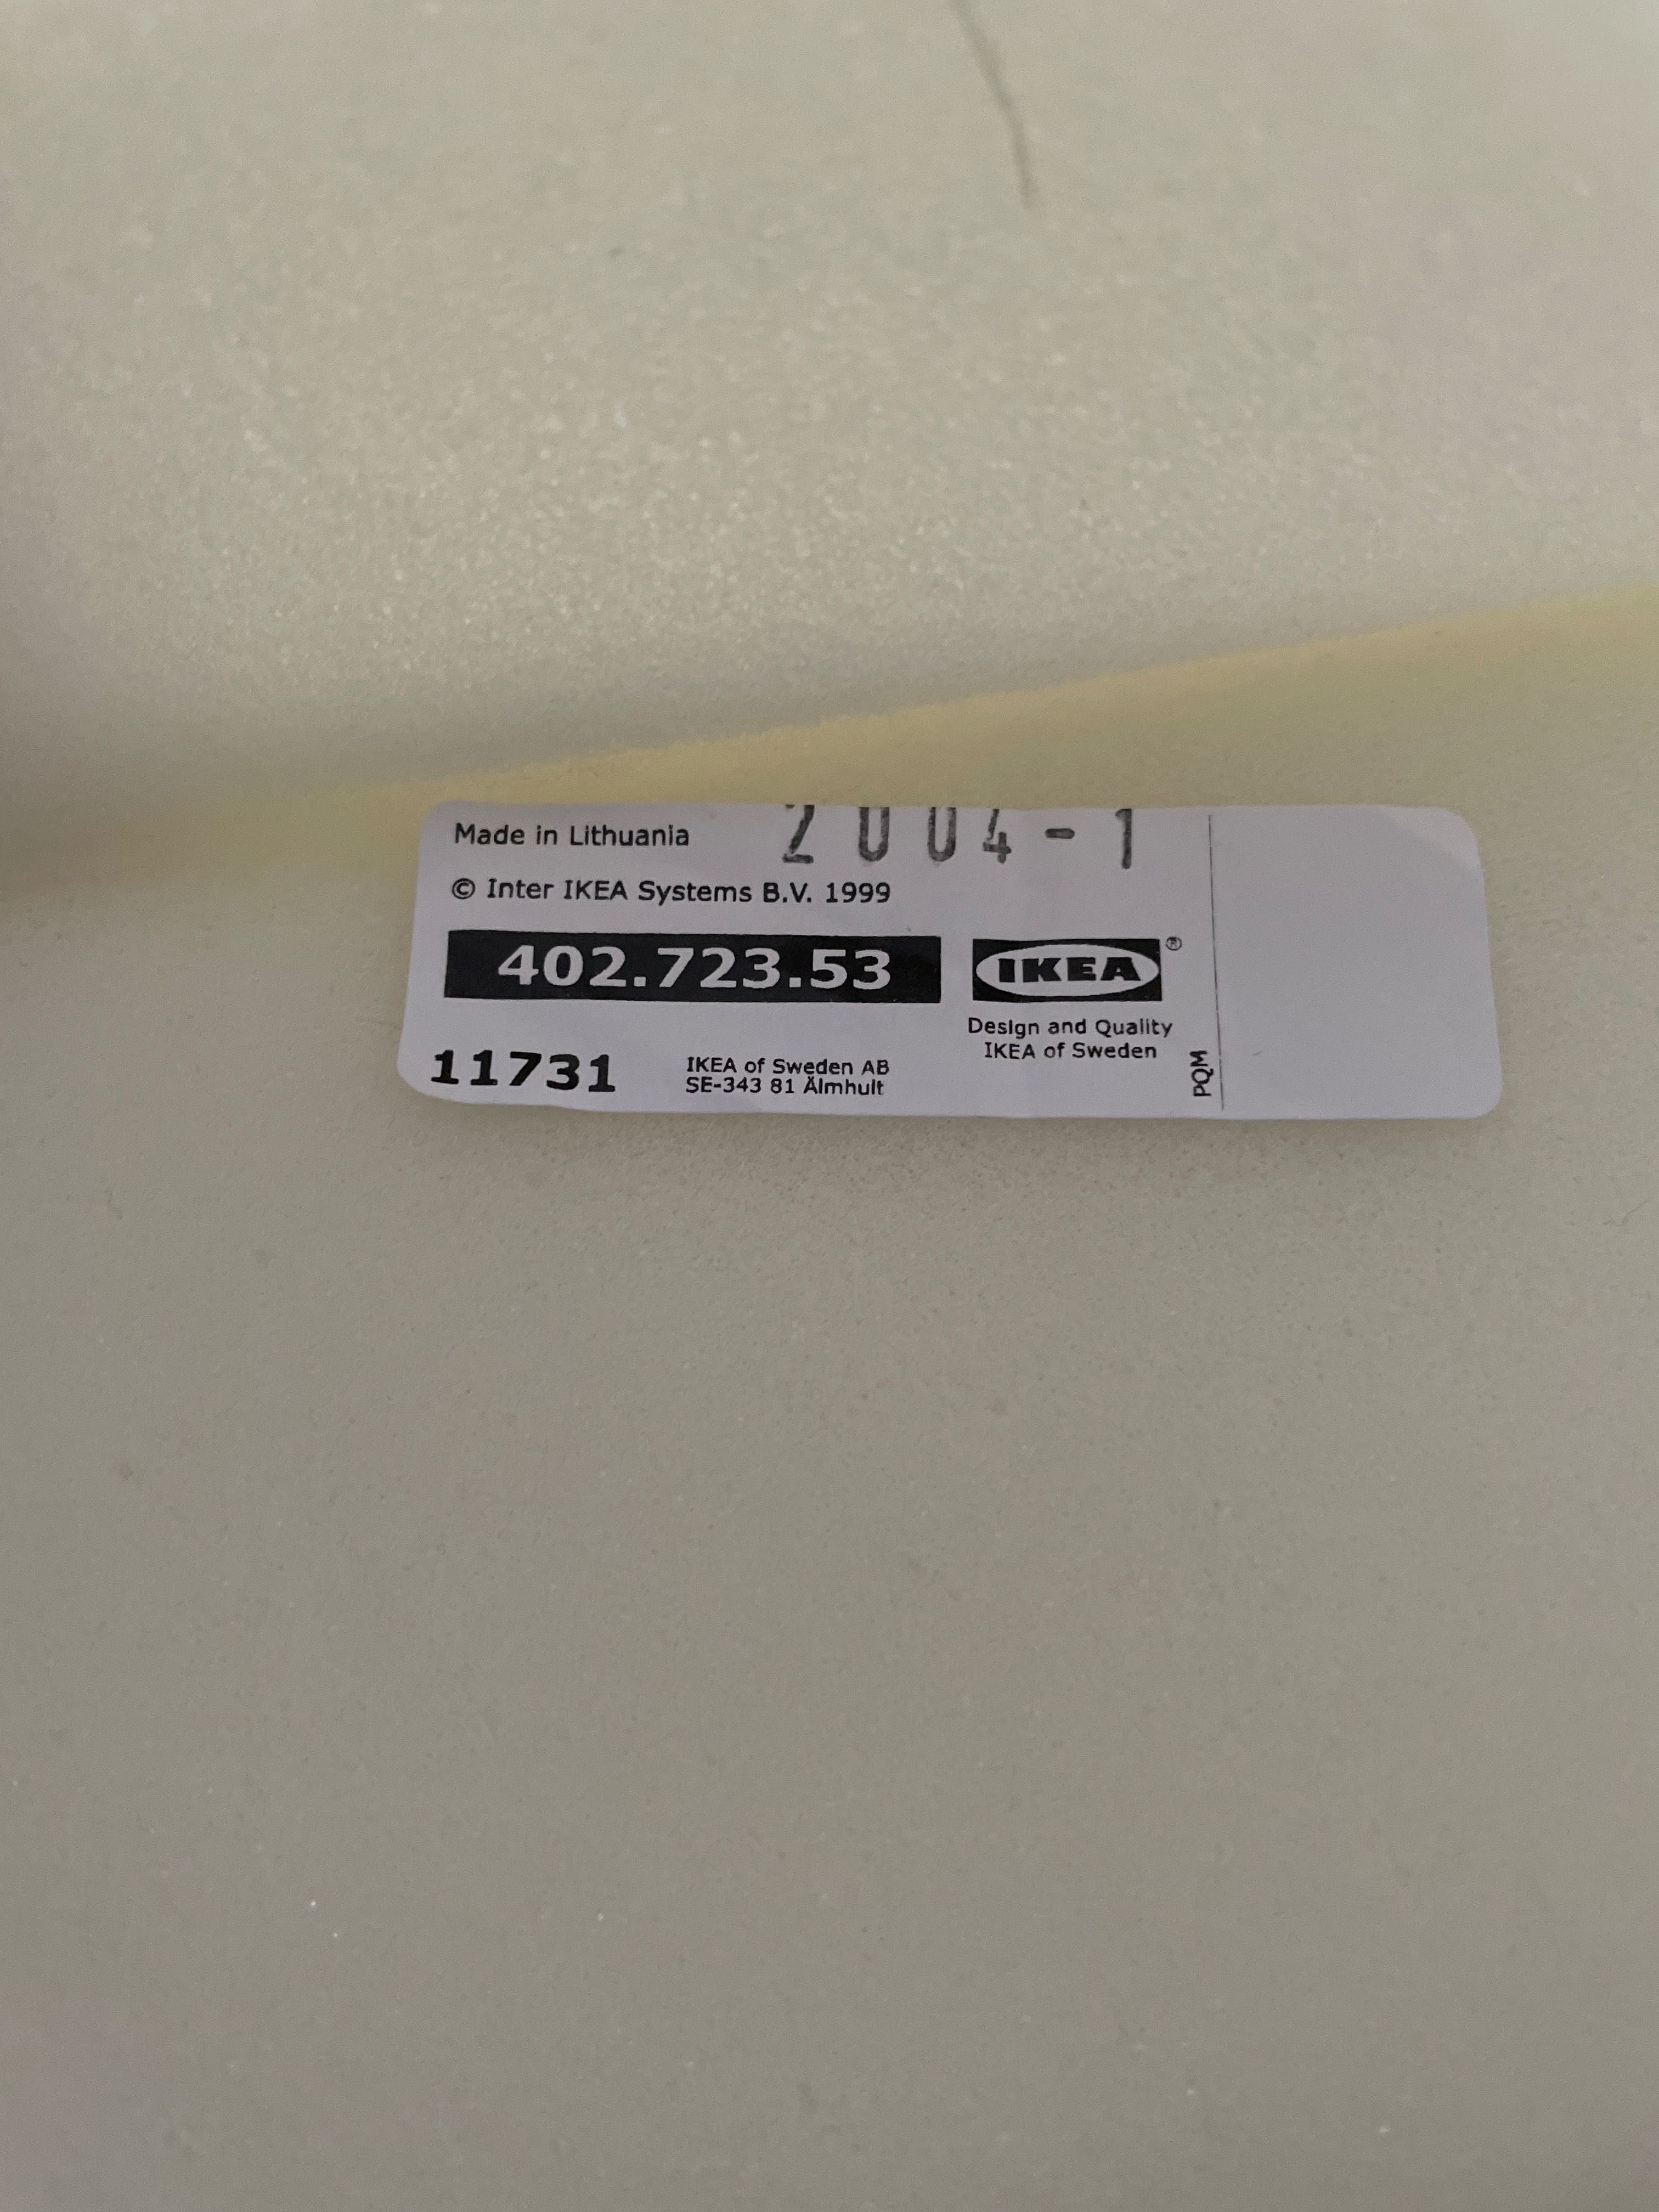 Made in Lithuania 2004-1
© Inter IKEA Systems B.V. 1999
402.723.53
IKEA®
Design and Quality
IKEA of Sweden
11731
IKEA of Sweden AB
SE-343 81 Älmhult
PQM